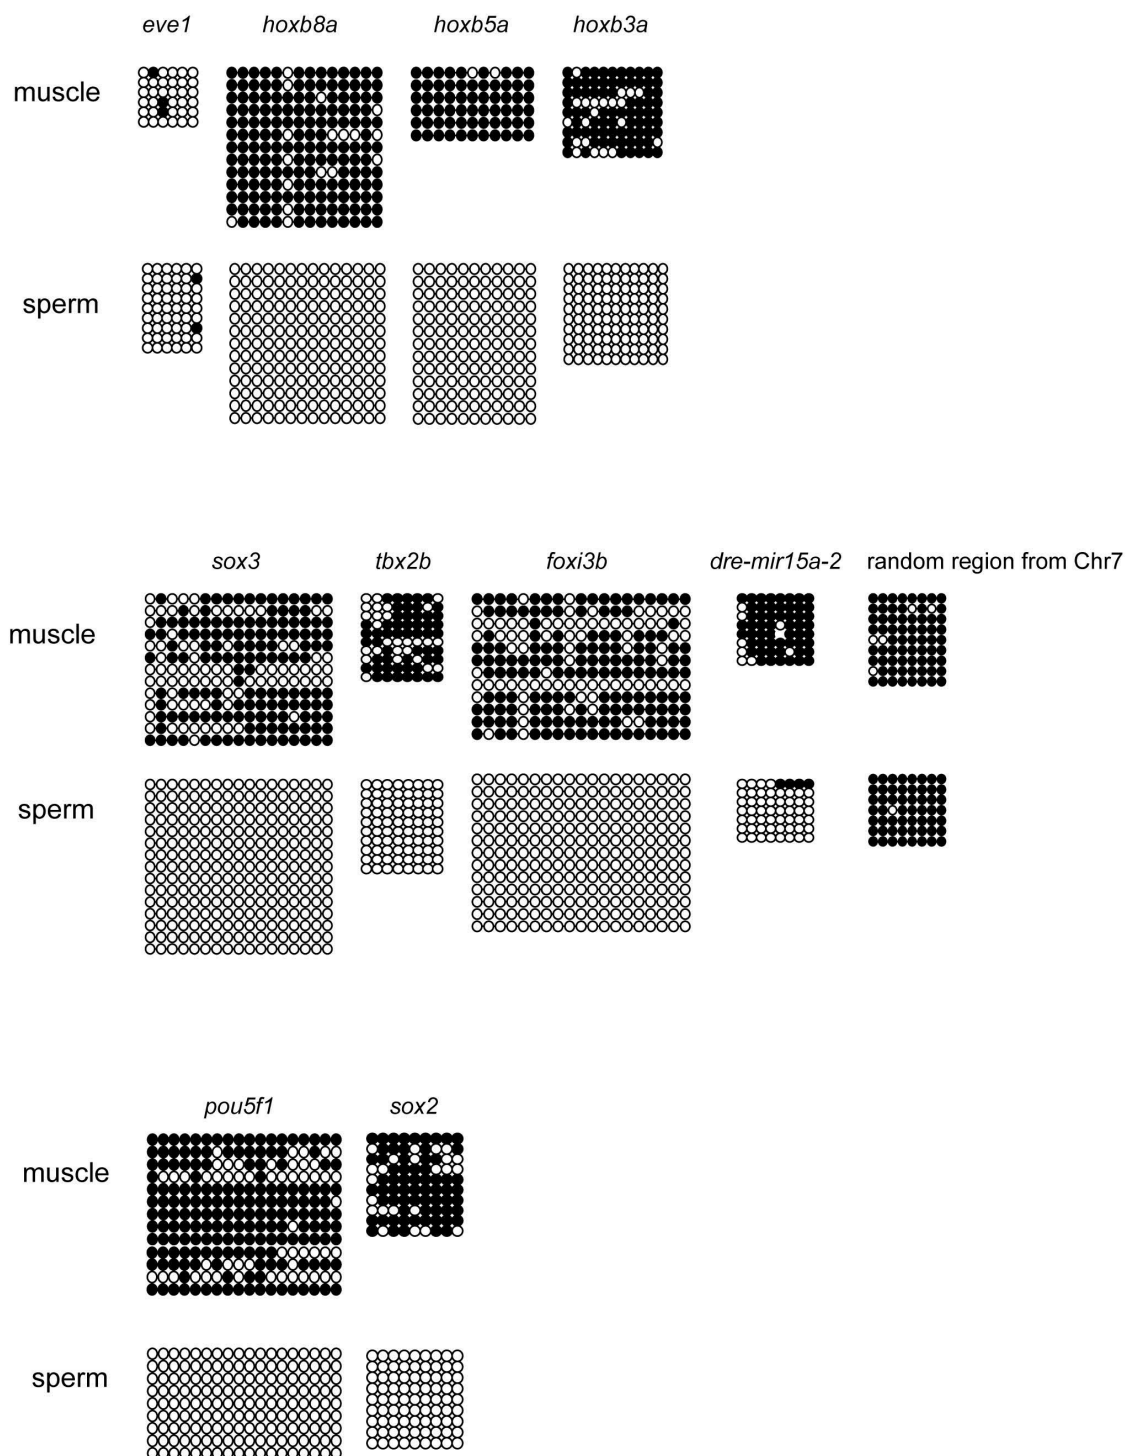 eve1 hoxb8a hoxb5a hoxb3a
muscle
sperm
sox3 tbx2b foxi3b dre-mir15a-2 random region from Chr7
muscle
sperm
pou5f1 sox2
muscle
sperm